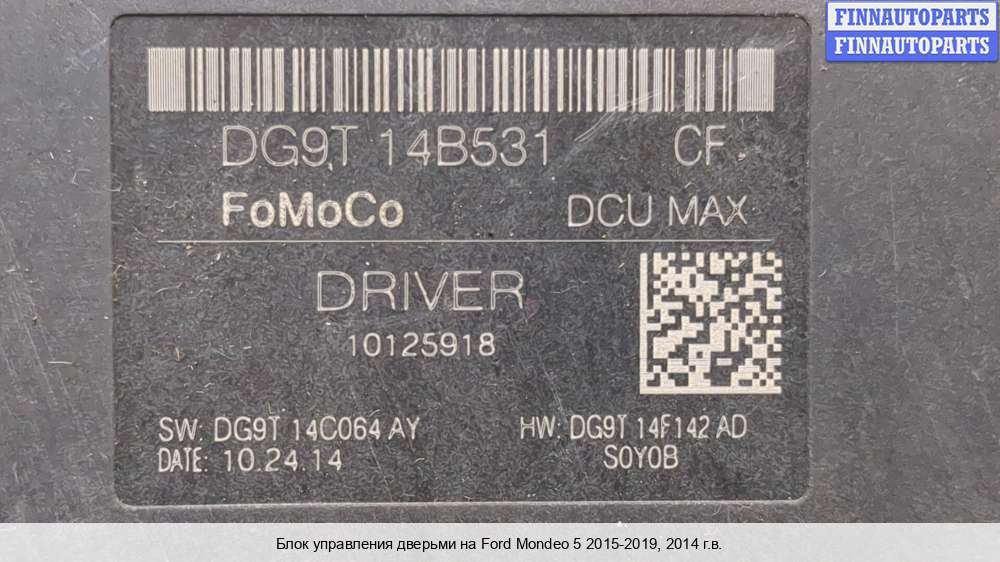 FINNAUTOPARTS
FINNAUTOPARTS
DG9T 14B531 CF
FoMoCo DCU MAX
DRIVER
10125918
SW: DG9T 14C064 AY HW: DG9T 14F142 AD
DATE: 10.24.14 S0Y0B
Блок управления дверьми на Ford Mondeo 5 2015-2019, 2014 г.в.